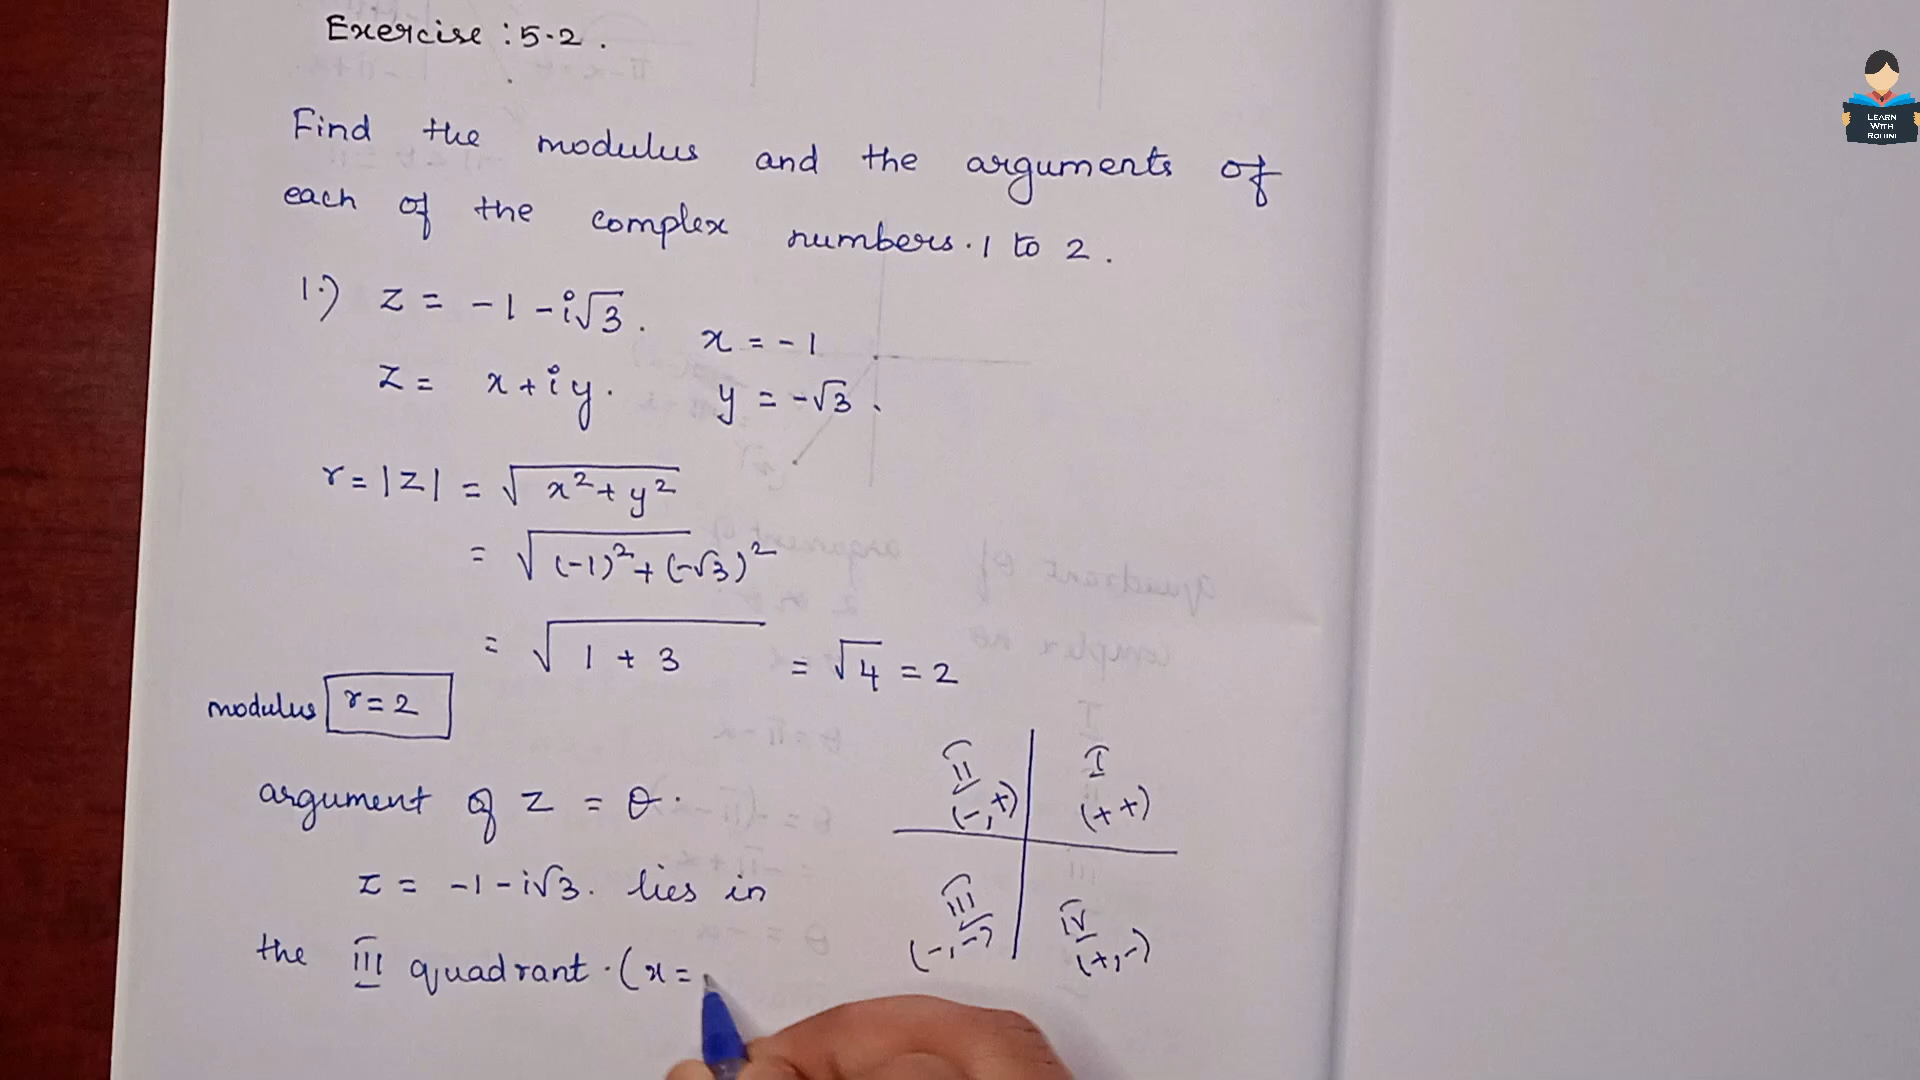 Exercise : 5.2.
Find the modulus and the arguments of
each of the complex numbers. 1 to 2.
1.) z = -1 - i√3.
x = -1
z = x + iy.
y = -√3.
r = |z| = √x²+y²
= √(-1)²+(-√3)²
= √1 + 3 = √4 = 2
modulus r = 2
argument of z = θ.
z = -1 - i√3. lies in
the III quadrant. (x =
II
(-,+)
I
(+ +)
III
(-,-)
IV
(+,-)
LEARN
WITH
ROHINI